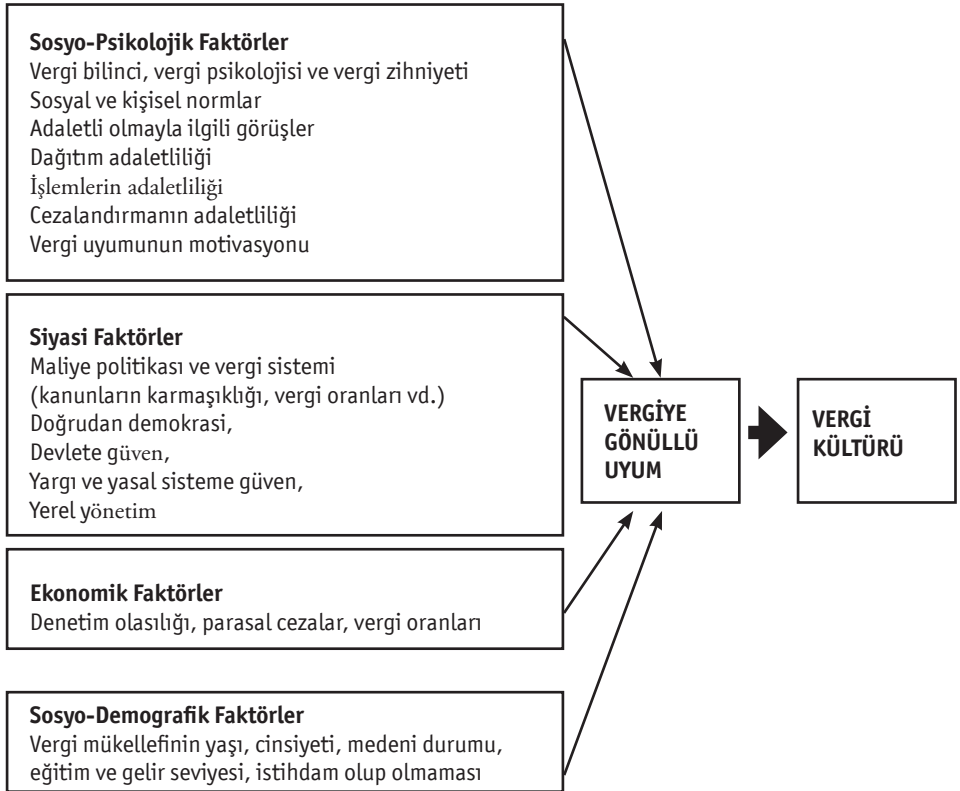 Sosyo-Psikolojik Faktörler
Vergi bilinci, vergi psikolojisi ve vergi zihniyeti
Sosyal ve kişisel normlar
Adaletli olmayla ilgili görüşler
Dağıtım adaletliliği
İşlemlerin adaletliliği
Cezalandırmanın adaletliliği
Vergi uyumunun motivasyonu
Siyasi Faktörler
Maliye politikası ve vergi sistemi
(kanunların karmaşıklığı, vergi oranları vd.)
Doğrudan demokrasi,
Devlete güven,
Yargı ve yasal sisteme güven,
Yerel yönetim
Ekonomik Faktörler
Denetim olasılığı, parasal cezalar, vergi oranları
Sosyo-Demografik Faktörler
Vergi mükellefinin yaşı, cinsiyeti, medeni durumu,
eğitim ve gelir seviyesi, istihdam olup olmaması
VERGİYE
GÖNÜLLÜ
UYUM
VERGİ
KÜLTÜRÜ